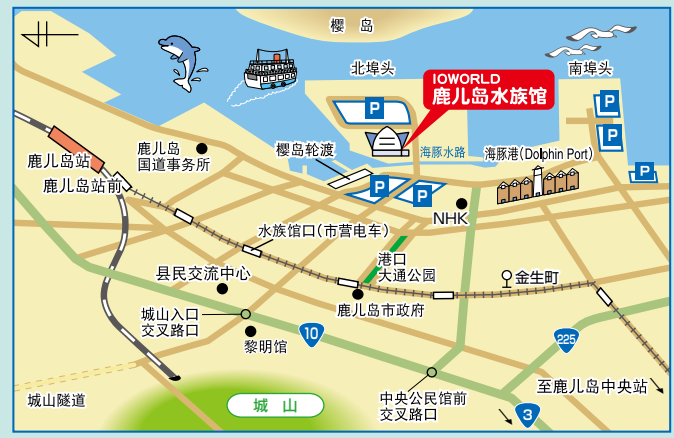 樱 岛
北埠头
南埠头
IOWORLD
鹿儿岛水族馆
P
P
P
P
P
P
鹿儿岛
国道事务所
樱岛轮渡
海豚水路
海豚港(Dolphin Port)
鹿儿岛站
鹿儿岛站前
NHK
水族馆口(市营电车)
港口
大通公园
县民交流中心
金生町
鹿儿岛市政府
城山入口
交叉路口
黎明馆
10
225
城山隧道
城 山
中央公民馆前
交叉路口
至鹿儿岛中央站
3